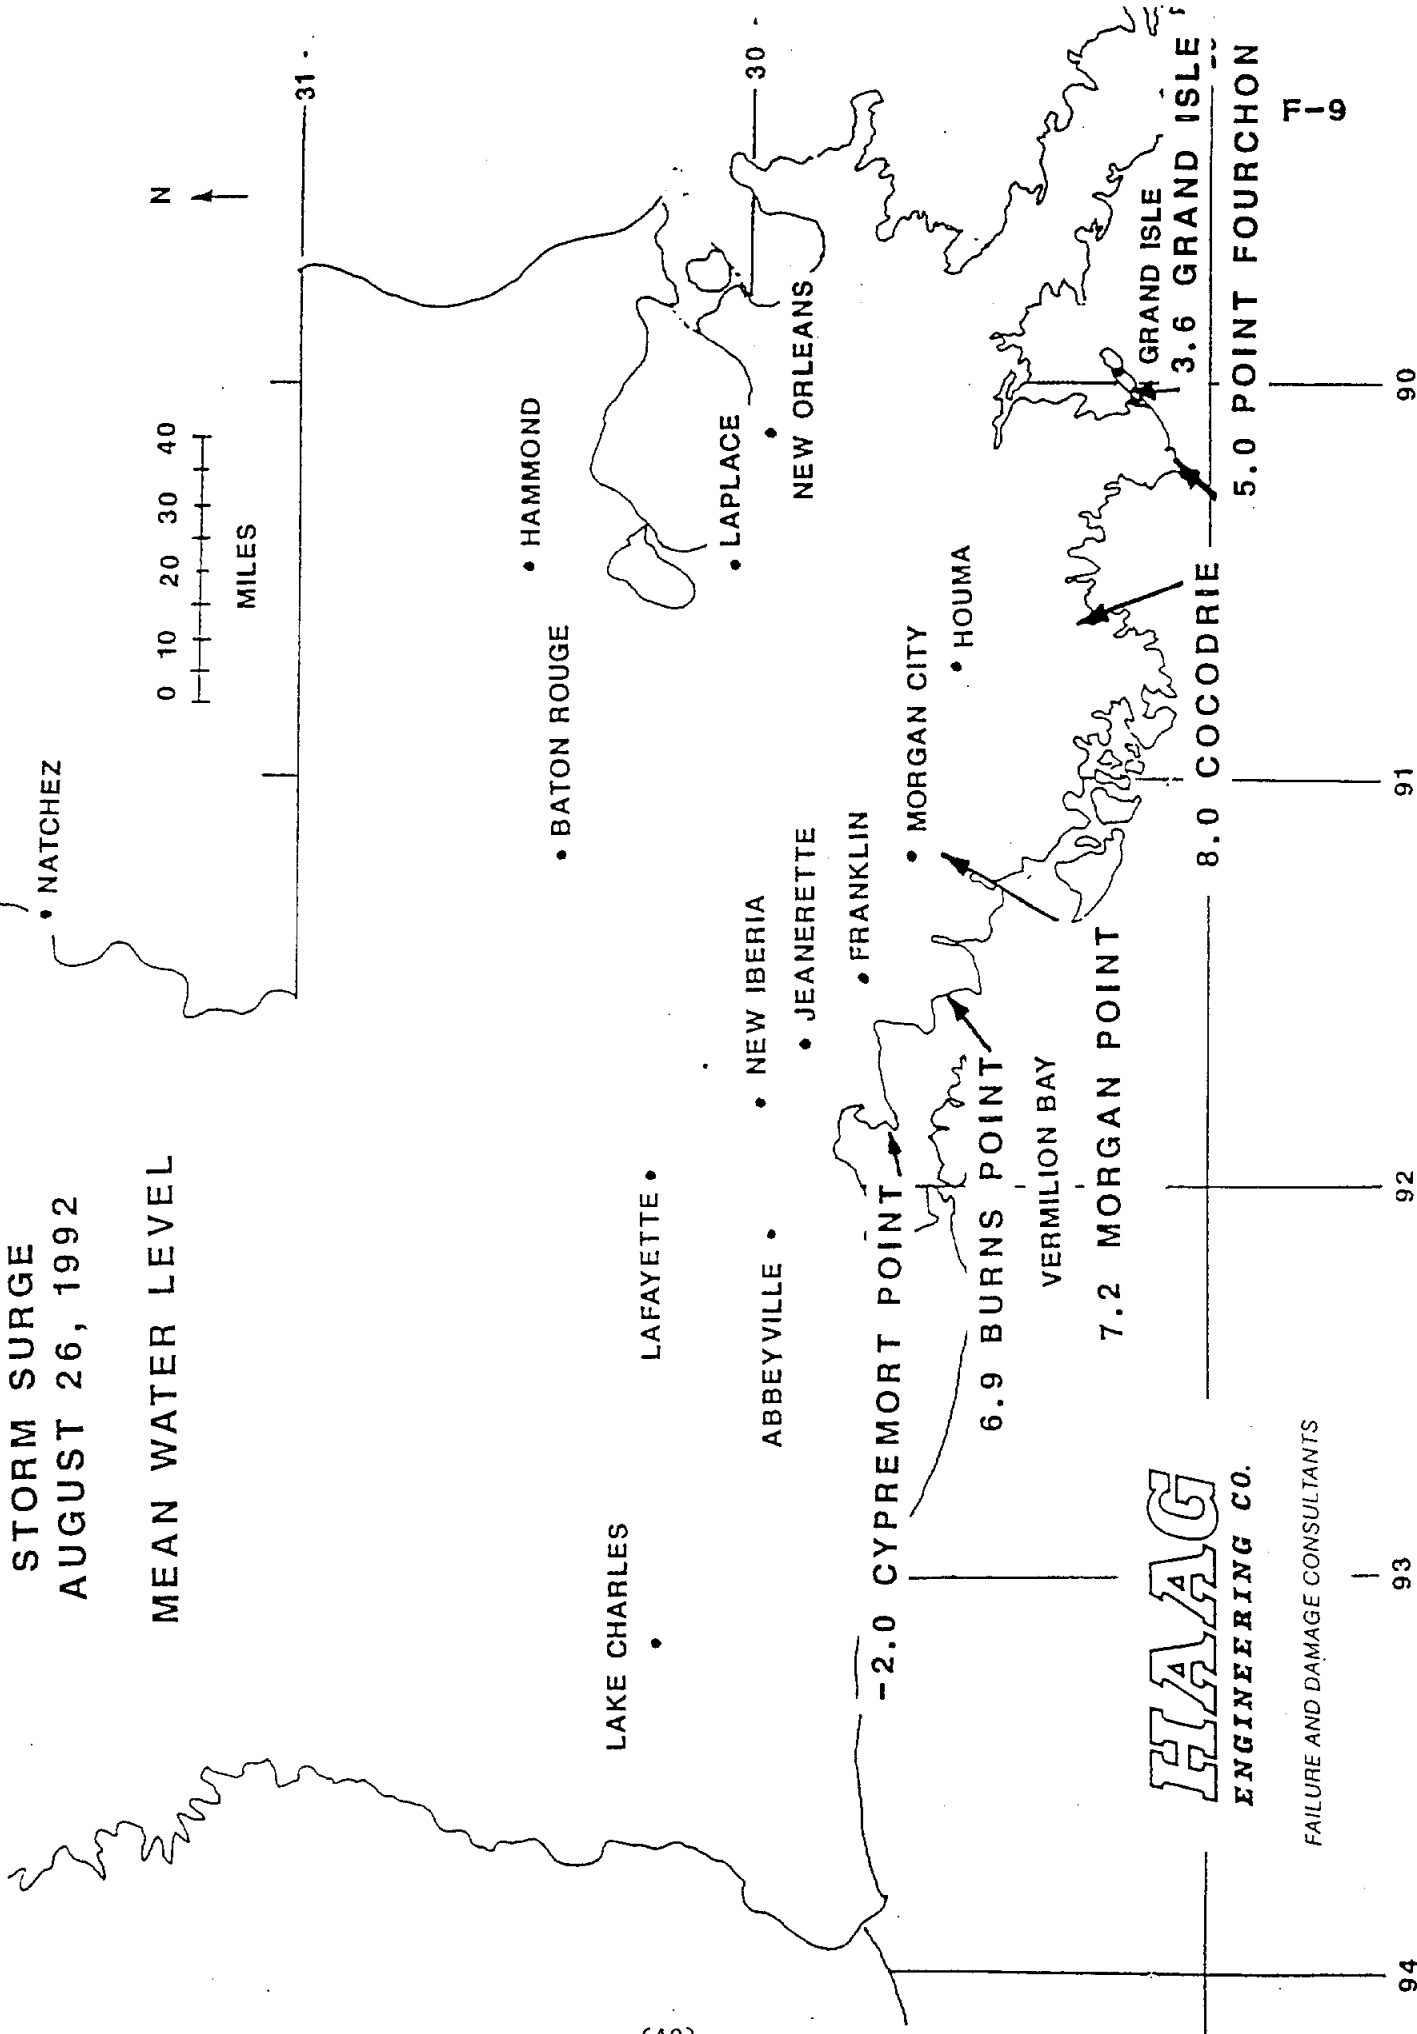 STORM SURGE
AUGUST 26, 1992
MEAN WATER LEVEL
NATCHEZ
0 10 20 30 40
MILES
N
31
HAMMOND
BATON ROUGE
LAKE CHARLES
LAFAYETTE
LAPLACE
30
NEW IBERIA
ABBEYVILLE
JEANERETTE
NEW ORLEANS
FRANKLIN
MORGAN CITY
HOUMA
-2.0 CYPREMORT POINT
6.9 BURNS POINT
VERMILION BAY
7.2 MORGAN POINT
GRAND ISLE
3.6 GRAND ISLE
8.0 COCODRIE
5.0 POINT FOURCHON
F-9
HAAG
ENGINEERING CO.
FAILURE AND DAMAGE CONSULTANTS
94
93
92
91
90